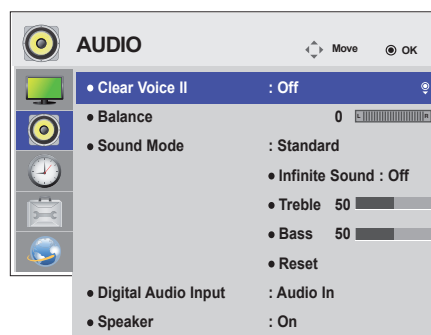 AUDIO Move OK
• Clear Voice II : Off
• Balance 0 L R
• Sound Mode : Standard
• Infinite Sound : Off
• Treble 50
• Bass 50
• Reset
• Digital Audio Input : Audio In
• Speaker : On